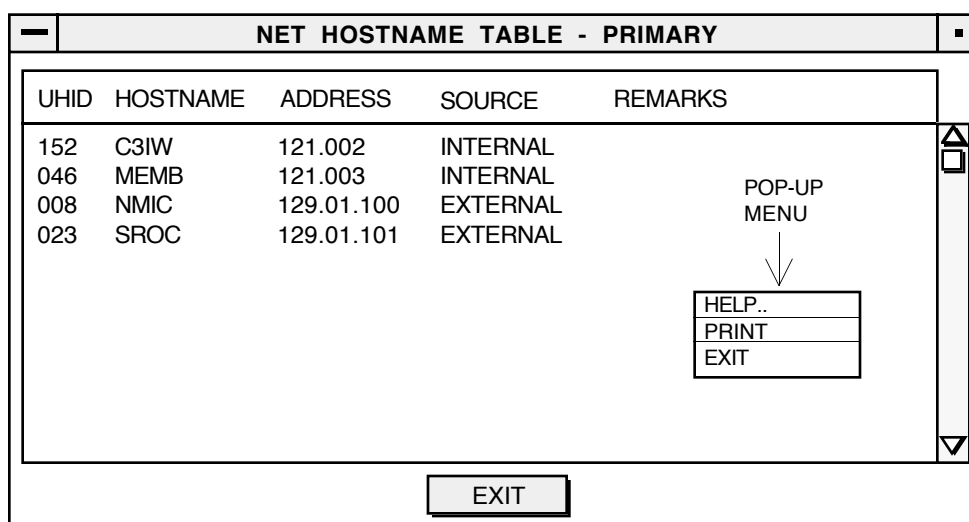 NET HOSTNAME TABLE - PRIMARY
UHID HOSTNAME ADDRESS SOURCE REMARKS
152 C3IW 121.002 INTERNAL
046 MEMB 121.003 INTERNAL
008 NMIC 129.01.100 EXTERNAL
023 SROC 129.01.101 EXTERNAL
POP-UP
MENU
HELP..
PRINT
EXIT
EXIT